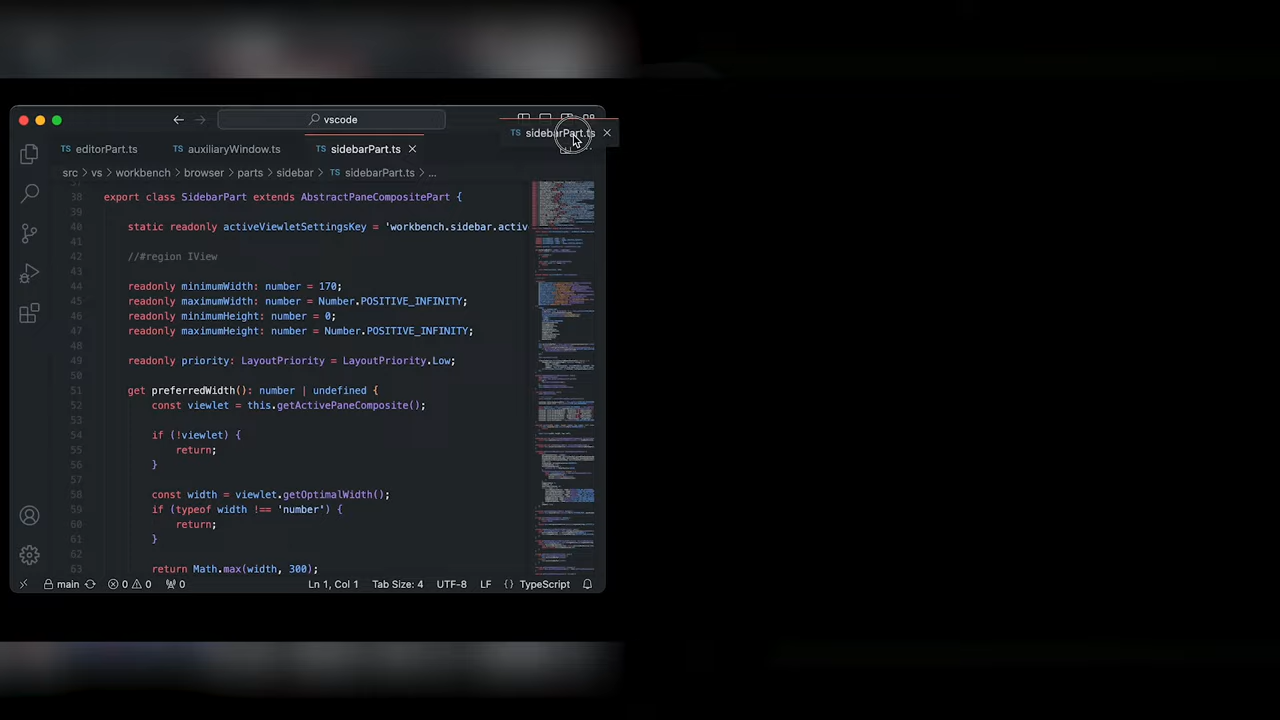 vscode
TS sidebarPart.ts
TS editorPart.ts TS auxiliaryWindow.ts TS sidebarPart.ts
src > vs > workbench > browser > parts > sidebar > TS sidebarPart.ts > ...
38 export class SidebarPart extends AbstractPaneCompositePart {
39
40 static readonly activeViewletSettingsKey = 'workbench.sidebar.activ
41
42 //#region IView
43
44 readonly minimumWidth: number = 170;
45 readonly maximumWidth: number = Number.POSITIVE_INFINITY;
46 readonly minimumHeight: number = 0;
47 readonly maximumHeight: number = Number.POSITIVE_INFINITY;
48
49 readonly priority: LayoutPriority = LayoutPriority.Low;
50
51 get preferredWidth(): number | undefined {
52 const viewlet = this.getActivePaneComposite();
53
54 if (!viewlet) {
55 return;
56 }
57
58 const width = viewlet.getOptimalWidth();
59 if (typeof width !== 'number') {
60 return;
61 }
62
63 return Math.max(width, 300);
main 0 0 0 Ln 1, Col 1 Tab Size: 4 UTF-8 LF {} TypeScript